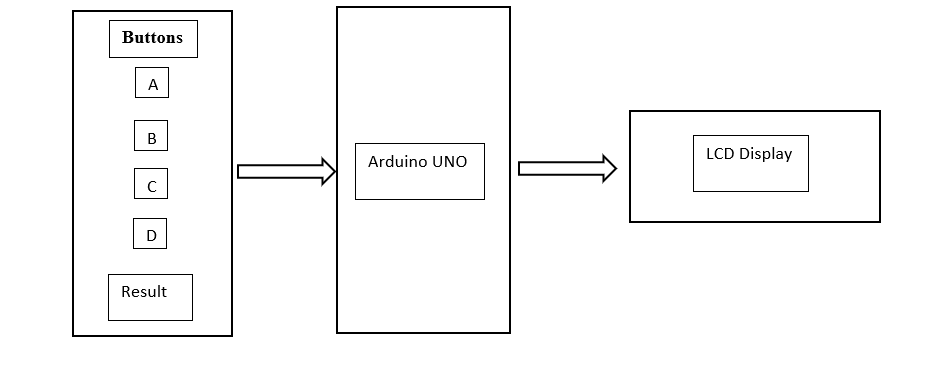 Buttons
A
B
C
D
Result
Arduino UNO
LCD Display